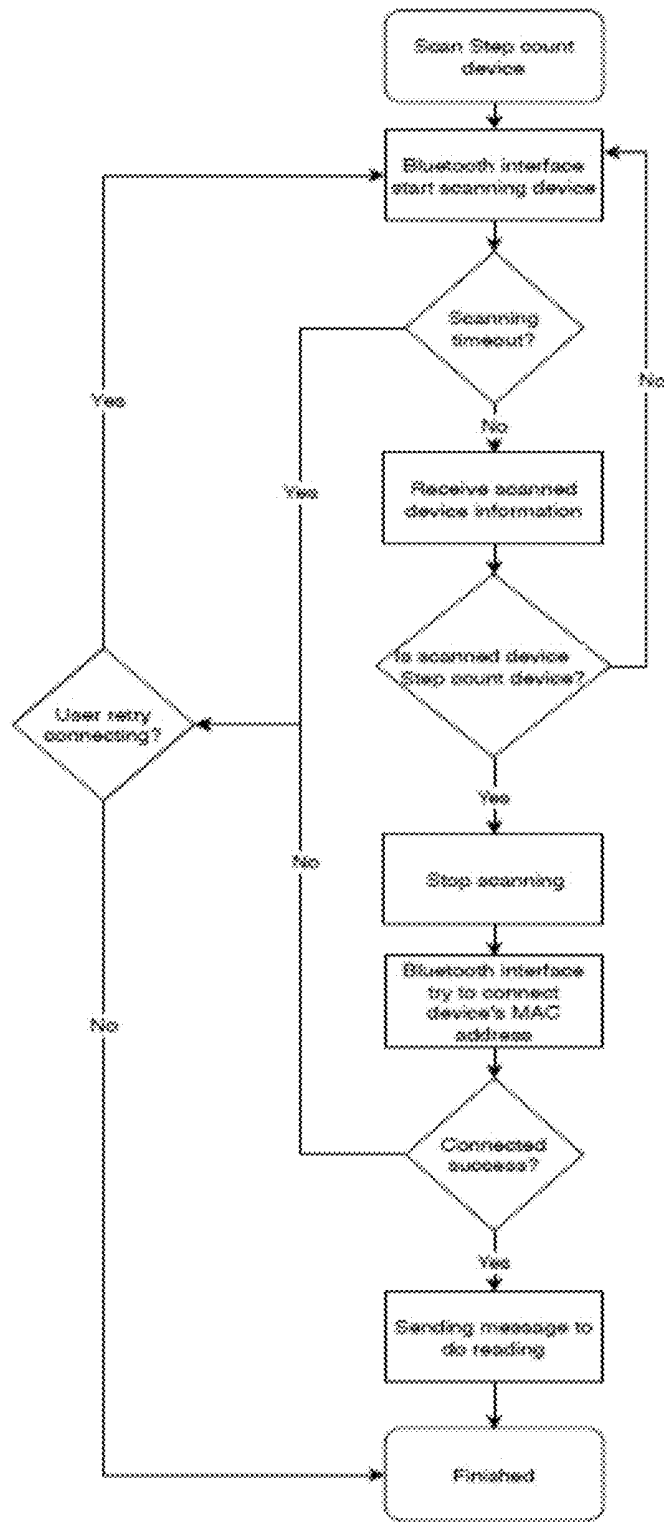 Scan Step count
device
Bluetooth interface
start scanning device
Scanning
timeout?
Yes
No
No
Yes
Receive scanned
device information
Is scanned device
Step count device?
User retry
connecting?
Yes
No
Stop scanning
Bluetooth interface
try to connect
device's MAC
address
No
Connected
success?
Yes
Sending message to
do reading
Finished